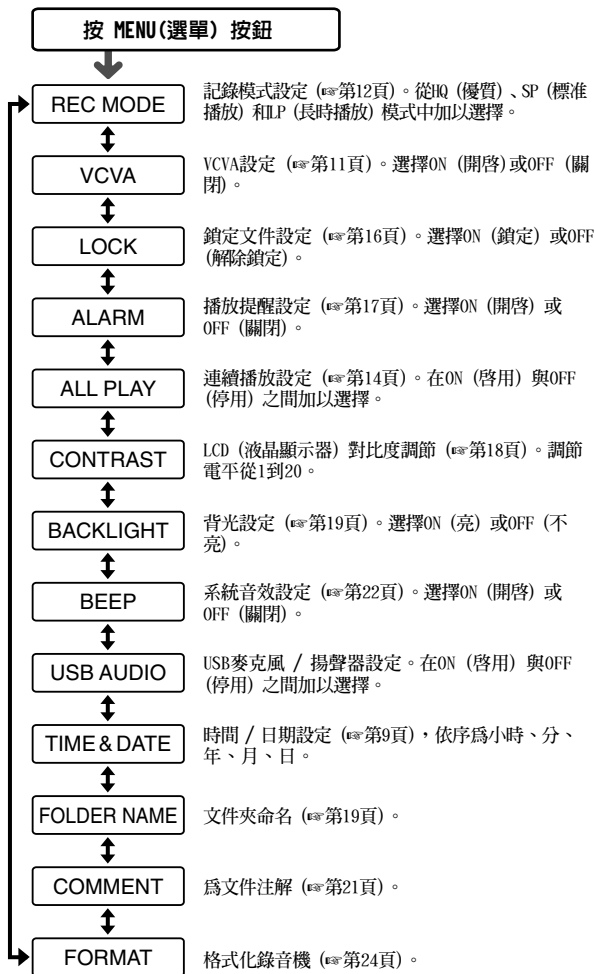 按 MENU(選單) 按鈕
REC MODE
記錄模式設定 (☞第12頁)。從HQ (優質)、SP (標准
播放) 和LP (長時播放) 模式中加以選擇。
VCVA
VCVA設定 (☞第11頁)。選擇ON (開啓)或OFF (關
閉)。
LOCK
鎖定文件設定 (☞第16頁)。選擇ON (鎖定) 或OFF
(解除鎖定)。
ALARM
播放提醒設定 (☞第17頁)。選擇ON (開啓) 或
OFF (關閉)。
ALL PLAY
連續播放設定 (☞第14頁)。在ON (啓用) 與OFF
(停用) 之間加以選擇。
CONTRAST
LCD (液晶顯示器) 對比度調節 (☞第18頁)。調節
電平從1到20。
BACKLIGHT
背光設定 (☞第19頁)。選擇ON (亮) 或OFF (不
亮)。
BEEP
系統音效設定 (☞第22頁)。選擇ON (開啓) 或
OFF (關閉)。
USB AUDIO
USB麥克風 / 揚聲器設定。在ON (啓用) 與OFF
(停用) 之間加以選擇。
TIME & DATE
時間 / 日期設定 (☞第9頁)，依序爲小時、分、
年、月、日。
FOLDER NAME
文件夾命名 (☞第19頁)。
COMMENT
爲文件注解 (☞第21頁)。
FORMAT
格式化錄音機 (☞第24頁)。